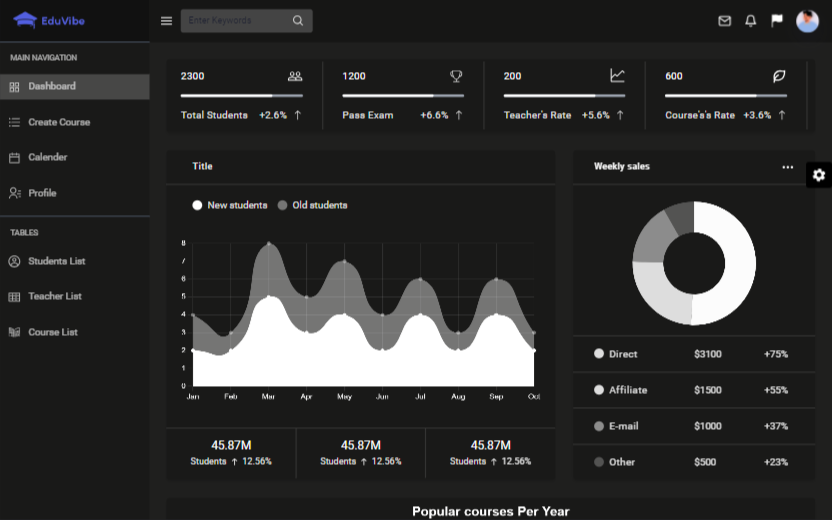 EduVibe
Enter Keywords
MAIN NAVIGATION
Dashboard
Create Course
Calender
Profile
TABLES
Students List
Teacher List
Course List
2300
Total Students +2.6% ↑
1200
Pass Exam +6.6% ↑
200
Teacher's Rate +5.6% ↑
600
Course's's Rate +3.6% ↑
Title
New students Old students
8
7
6
5
4
3
2
1
0
Jan Feb Mar Apr May Jun Jul Aug Sep Oct
45.87M 45.87M 45.87M
Students ↑ 12.56% Students ↑ 12.56% Students ↑ 12.56%
Weekly sales
Direct $3100 +75%
Affiliate $1500 +55%
E-mail $1000 +37%
Other $500 +23%
Popular courses Per Year